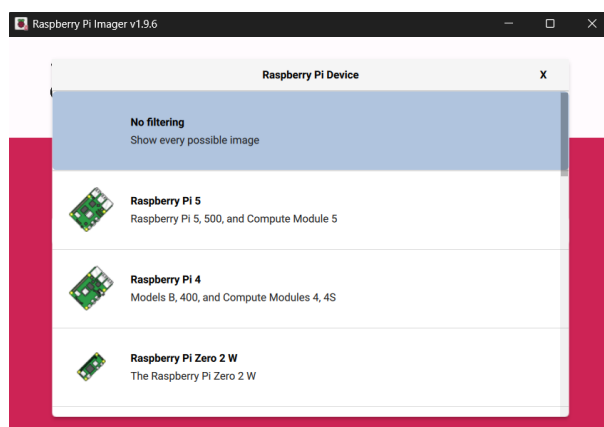 Raspberry Pi Imager v1.9.6
Raspberry Pi Device
X
No filtering
Show every possible image
Raspberry Pi 5
Raspberry Pi 5, 500, and Compute Module 5
Raspberry Pi 4
Models B, 400, and Compute Modules 4, 4S
Raspberry Pi Zero 2 W
The Raspberry Pi Zero 2 W